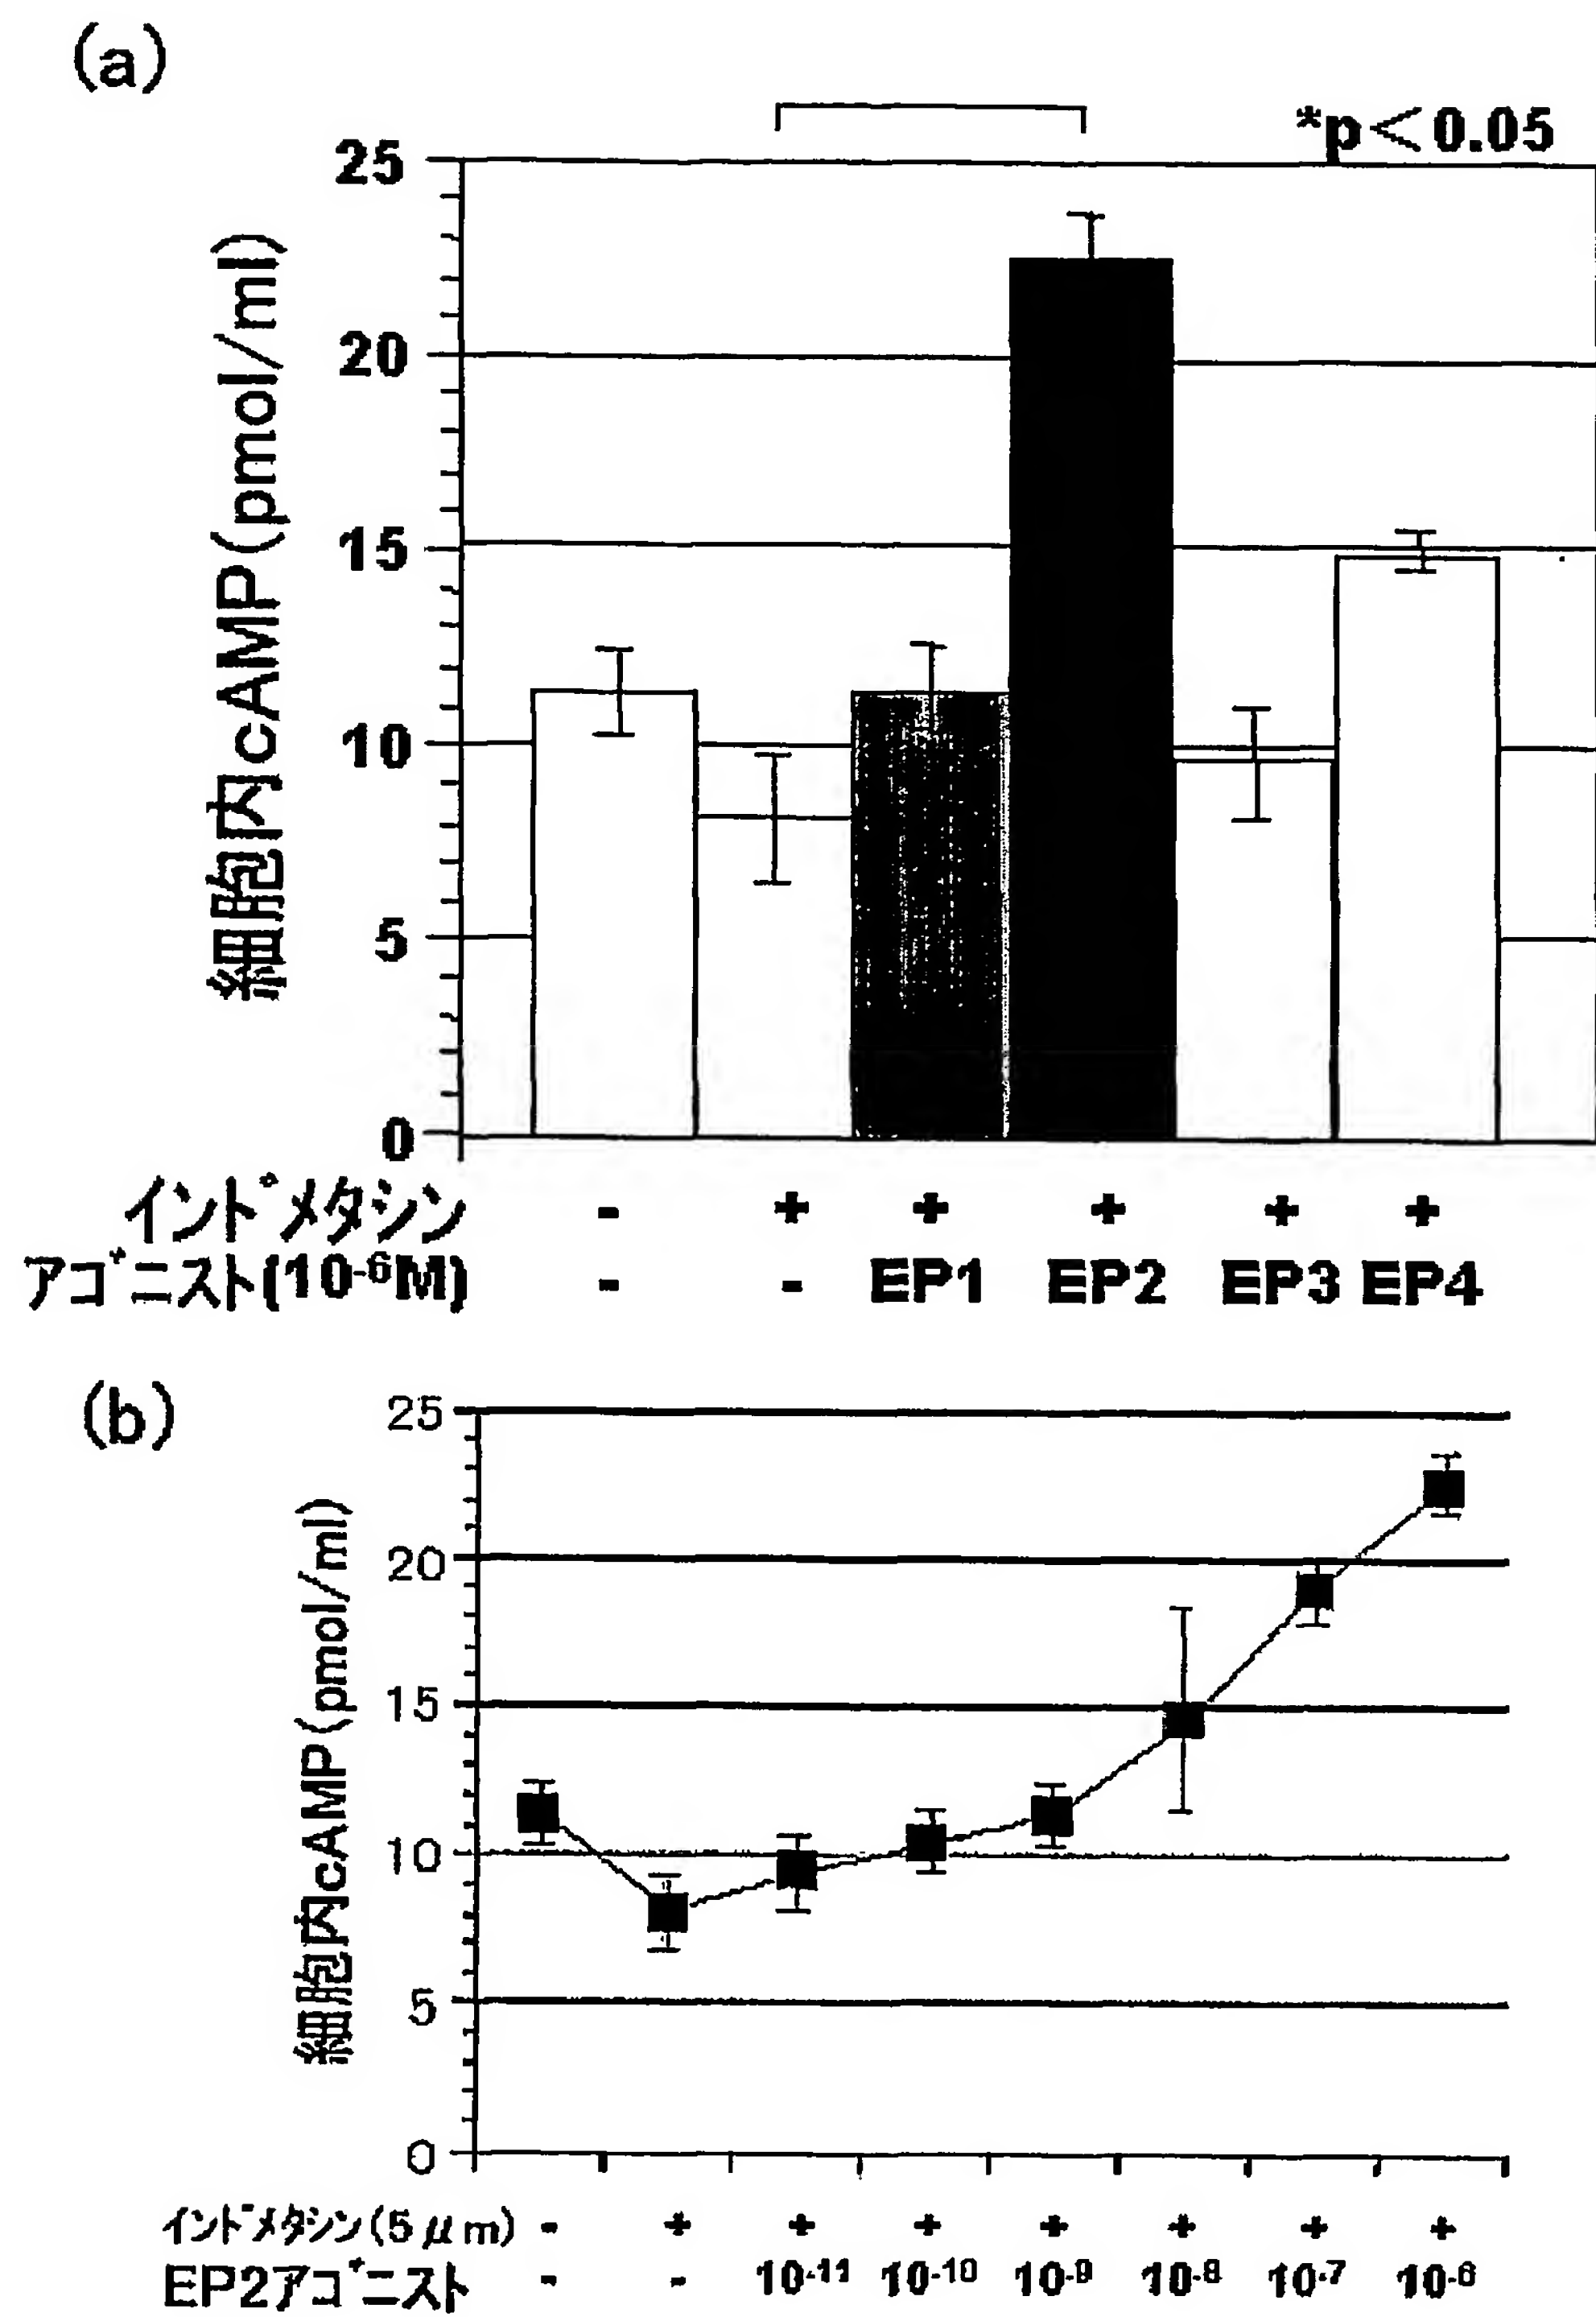 (a)
*p<0.05
細胞内cAMP(pmol/ml)
25
20
15
10
5
0
インドメタシン - + + + + +
アゴニスト(10-6M) - - EP1 EP2 EP3 EP4
(b)
細胞内cAMP(pmol/ml)
25
20
15
10
5
0
インドメタシン(5μm) - + + + + + + +
EP2アゴニスト - - 10-11 10-10 10-9 10-8 10-7 10-6